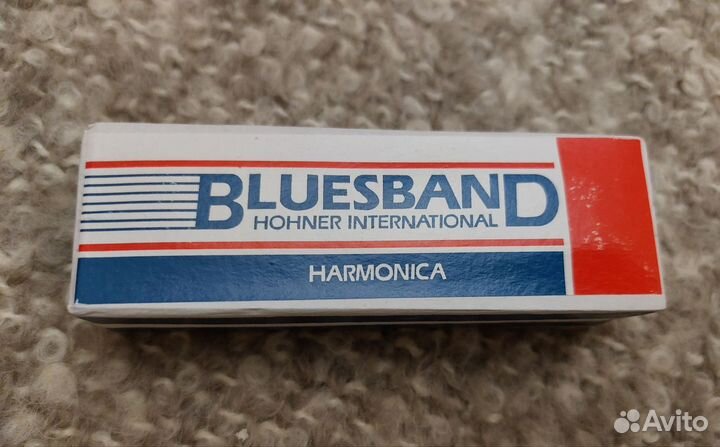 BLUESBAND
HOHNER INTERNATIONAL
HARMONICA
Avito